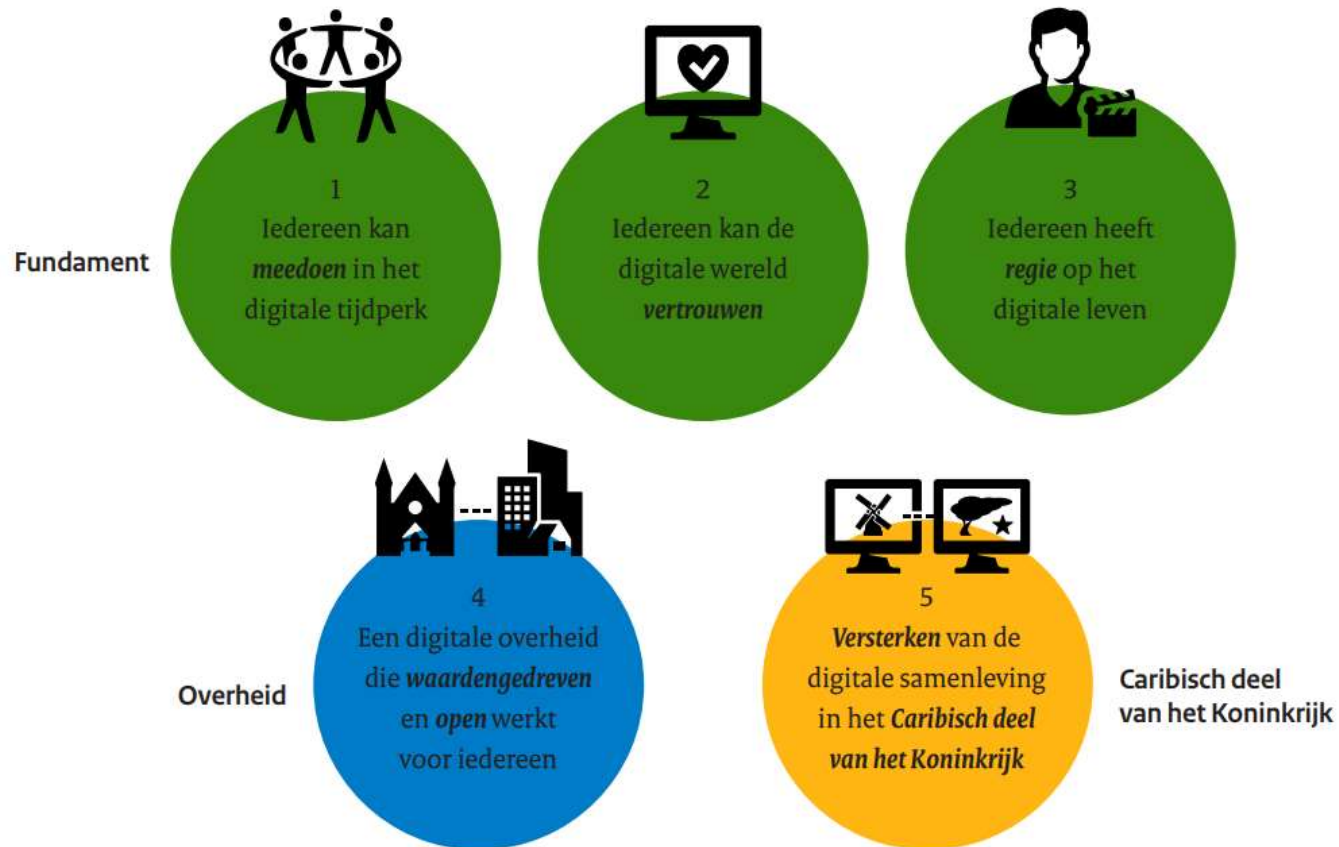 Fundament
1
Iedereen kan
meedoen in het
digitale tijdperk
2
Iedereen kan de
digitale wereld
vertrouwen
3
Iedereen heeft
regie op het
digitale leven
Overheid
4
Een digitale overheid
die waardengedreven
en open werkt
voor iedereen
5
Versterken van de
digitale samenleving
in het Caribisch deel
van het Koninkrijk
Caribisch deel
van het Koninkrijk